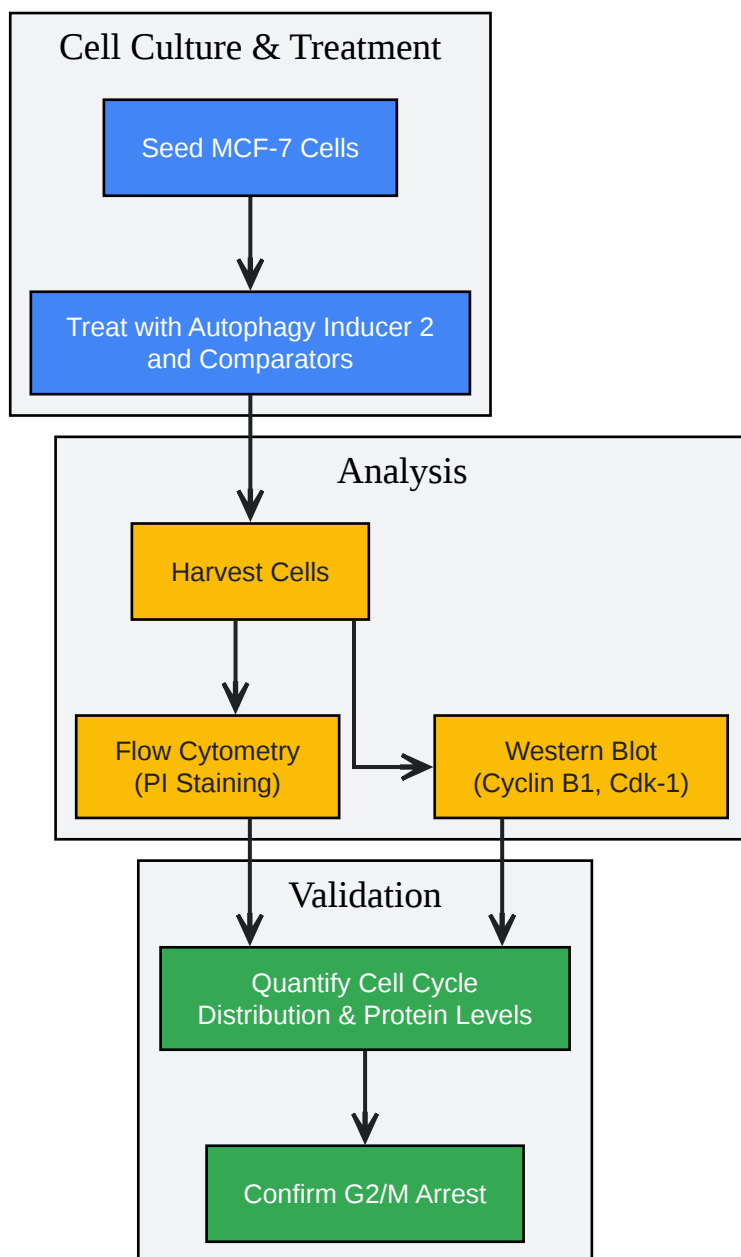 Cell Culture & Treatment
Seed MCF-7 Cells
Treat with Autophagy Inducer 2
and Comparators
Analysis
Harvest Cells
Flow Cytometry
(PI Staining)
Western Blot
(Cyclin B1, Cdk-1)
Validation
Quantify Cell Cycle
Distribution & Protein Levels
Confirm G2/M Arrest